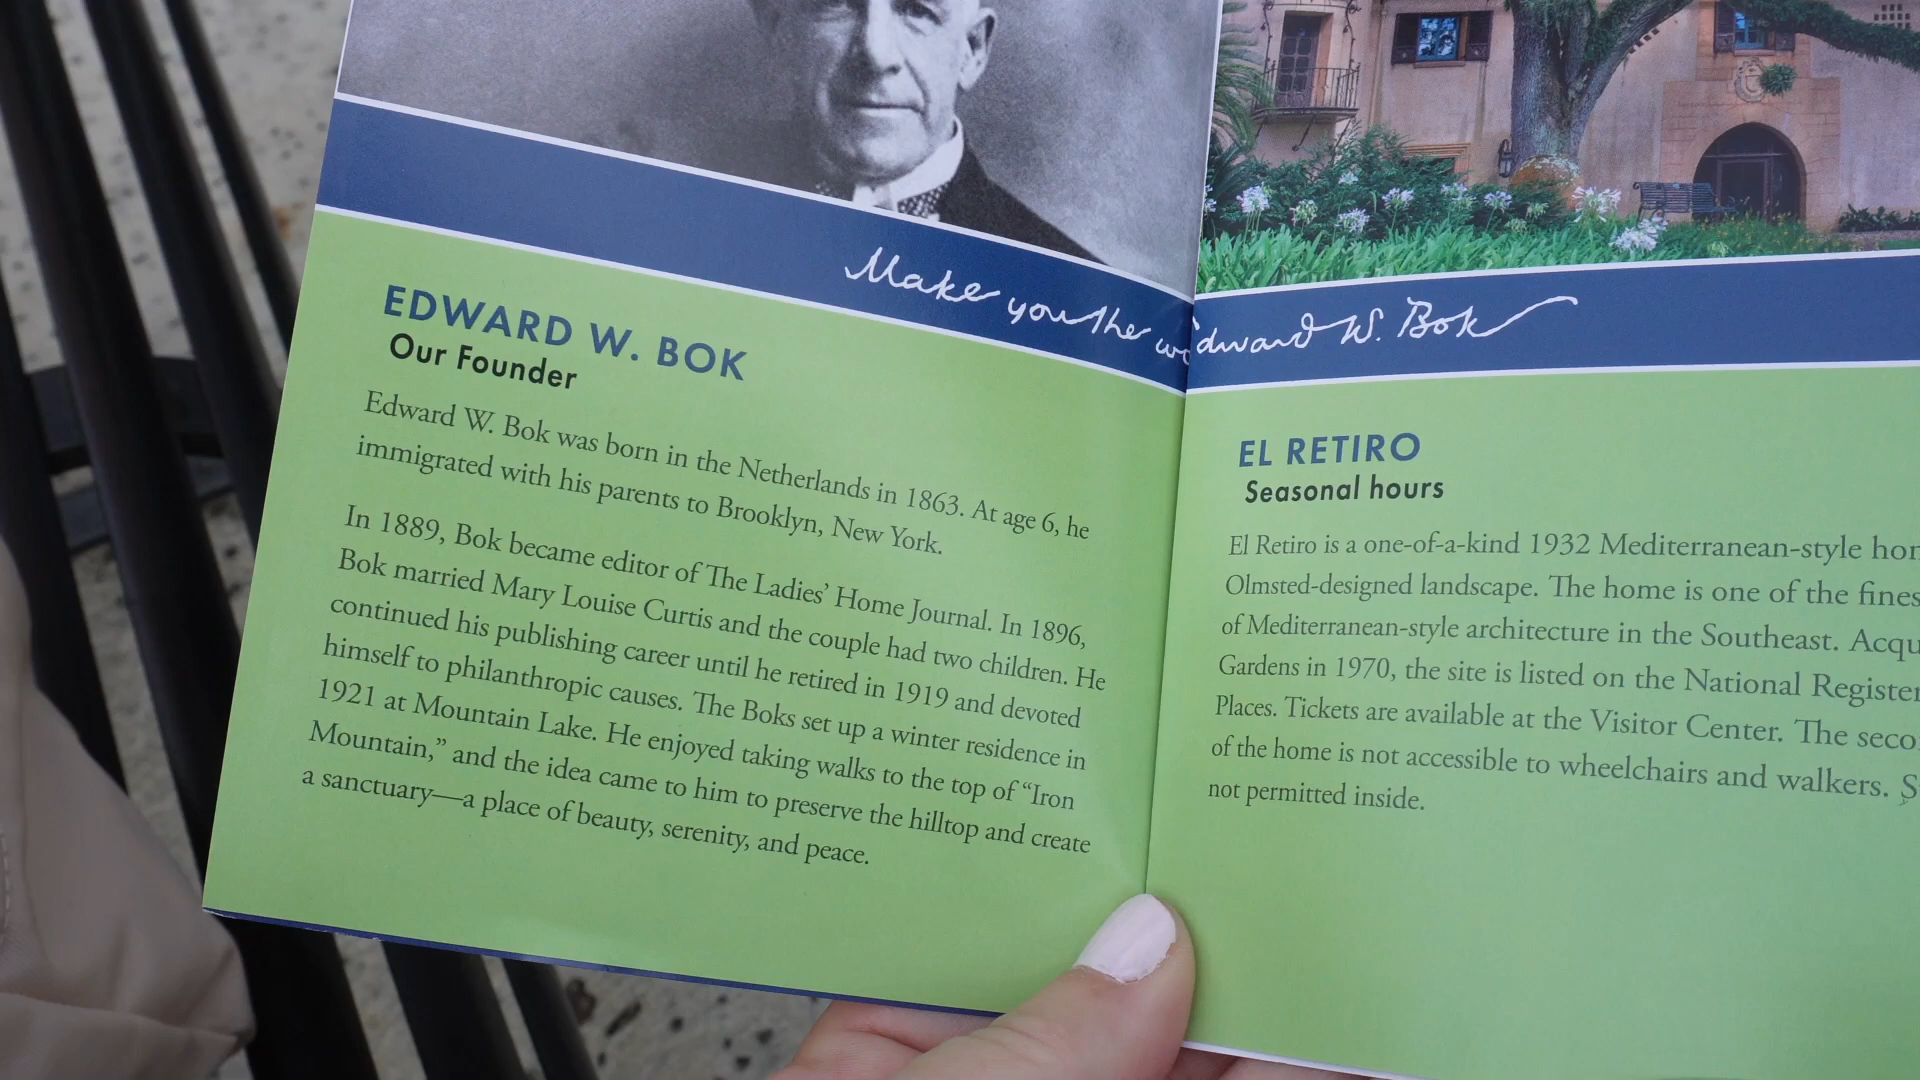 Make you the
Edward W. Bok
EDWARD W. BOK
Our Founder
Edward W. Bok was born in the Netherlands in 1863. At age 6, he
immigrated with his parents to Brooklyn, New York.
In 1889, Bok became editor of The Ladies’ Home Journal. In 1896,
Bok married Mary Louise Curtis and the couple had two children. He
continued his publishing career until he retired in 1919 and devoted
himself to philanthropic causes. The Boks set up a winter residence in
1921 at Mountain Lake. He enjoyed taking walks to the top of “Iron
Mountain,” and the idea came to him to preserve the hilltop and create
a sanctuary—a place of beauty, serenity, and peace.
EL RETIRO
Seasonal hours
El Retiro is a one-of-a-kind 1932 Mediterranean-style
Olmsted-designed landscape. The home is one of the
of Mediterranean-style architecture in the Southeast.
Gardens in 1970, the site is listed on the National Register
Places. Tickets are available at the Visitor Center. The
of the home is not accessible to wheelchairs and walkers.
not permitted inside.